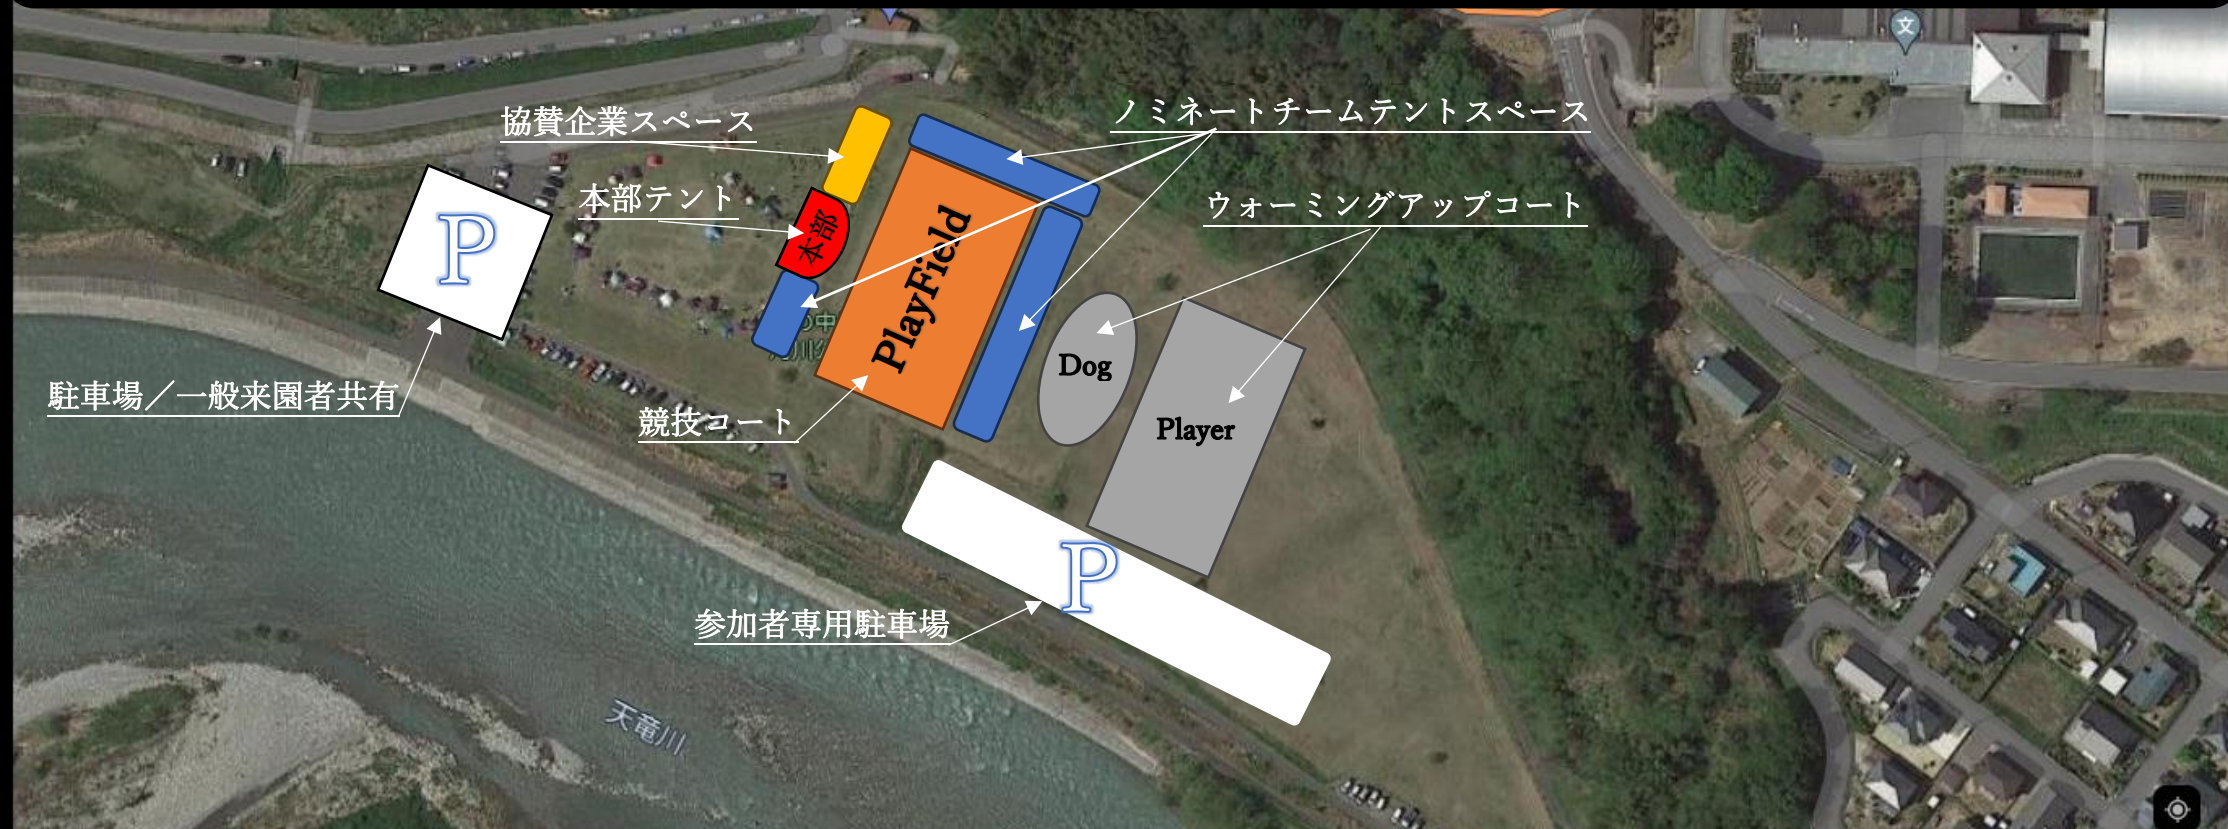 文
協賛企業スペース
ノミネートチームテントスペース
本部テント
ウォーミングアップコート
P
本部
PlayField
Dog
Player
駐車場／一般来園者共有
競技コート
P
参加者専用駐車場
天竜川